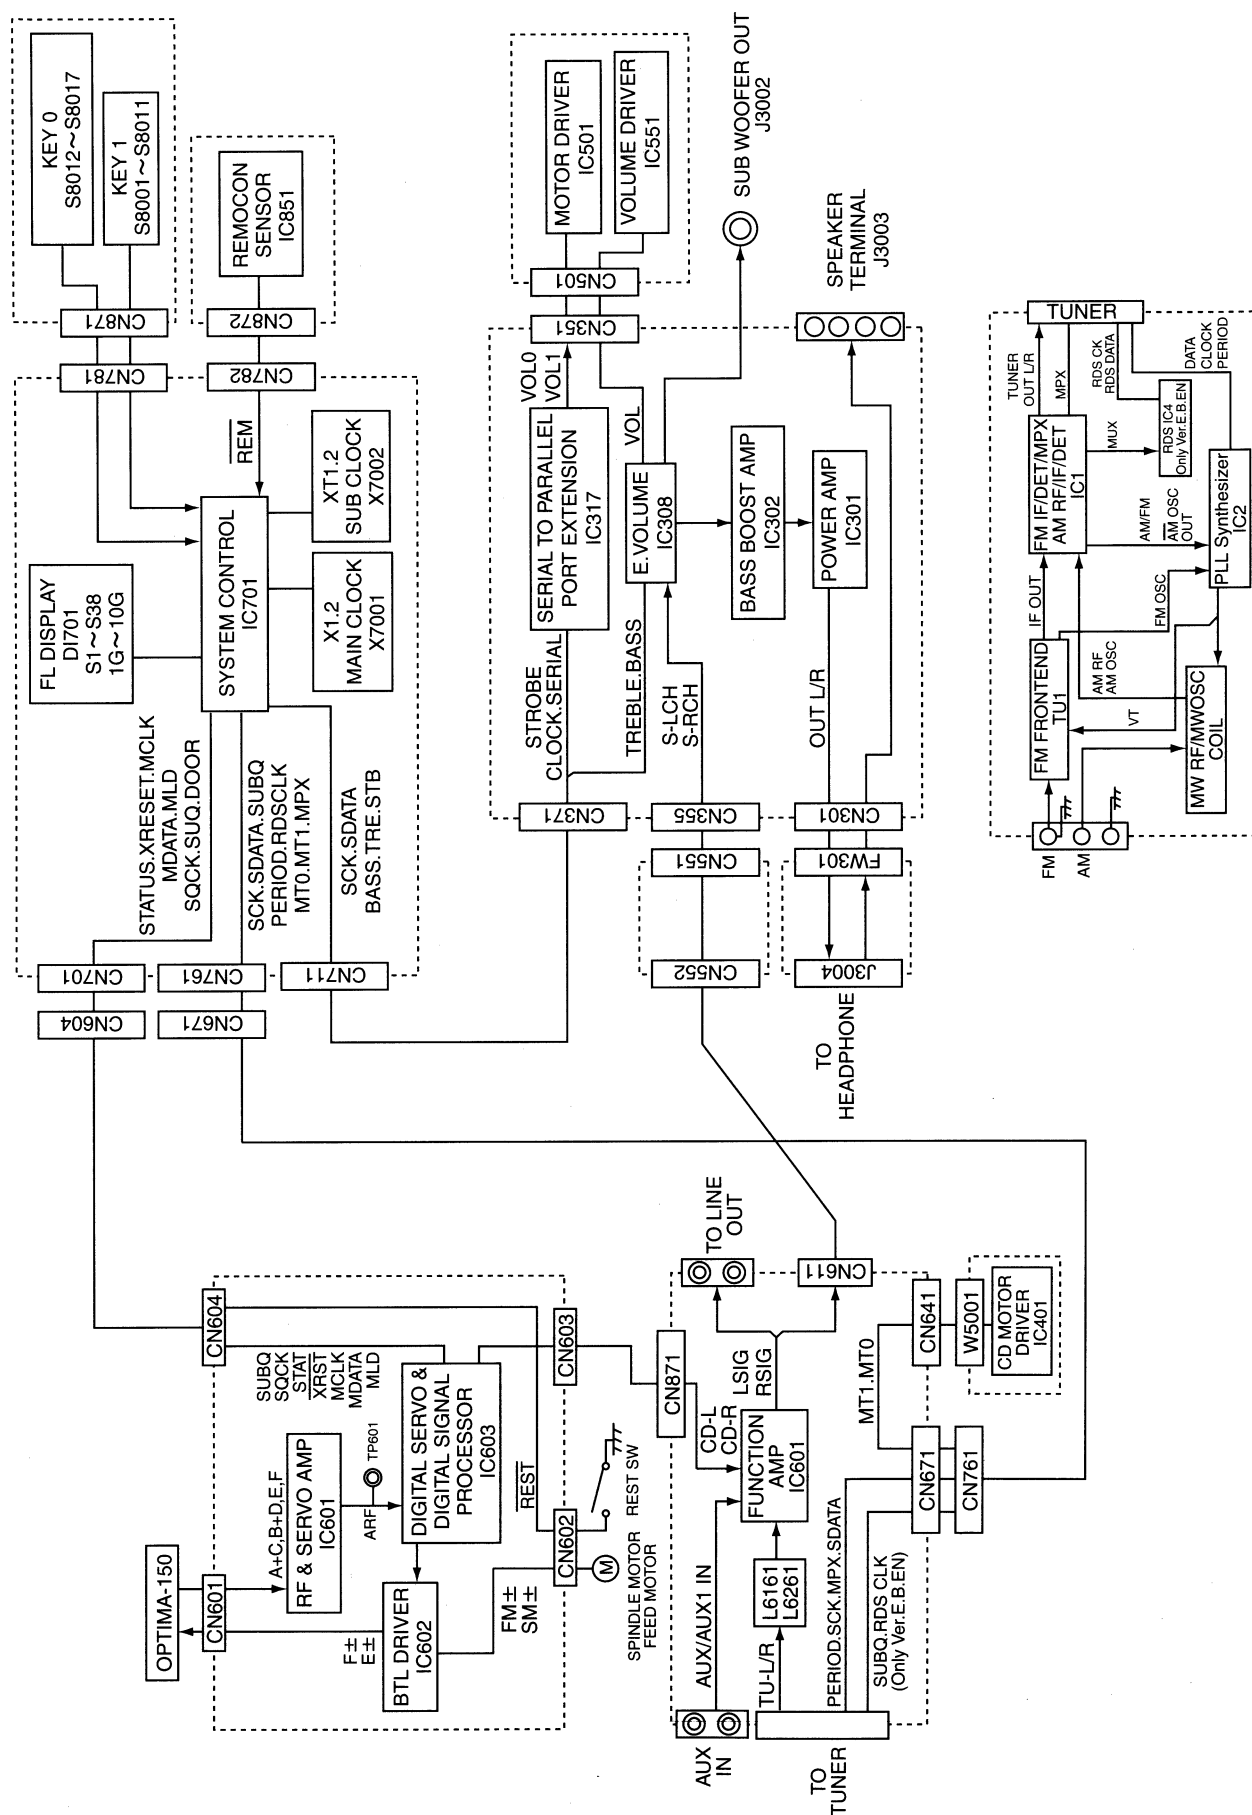 OPTIMA-150
CN601
A+C,B+D,E,F
RF & SERVO AMP
IC601
ARF
TP601
F±
E±
BTL DRIVER
IC602
DIGITAL SERVO &
DIGITAL SIGNAL
PROCESSOR
IC603
SUBQ
SQCK
STAT
XRST
MCLK
MDATA
MLD
CN604
FM±
SM±
REST
CN602
CN603
M
REST SW
SPINDLE MOTOR
FEED MOTOR
CN604
CN701
CN671
CN761
CN711
STATUS.XRESET.MCLK
MDATA.MLD
SQCK.SUQ.DOOR
SCK.SDATA.SUBQ
PERIOD.RDSCLK
MT0.MT1.MPX
SCK.SDATA
BASS.TRE.STB
FL DISPLAY
DI701
S1~S38
1G~10G
SYSTEM CONTROL
IC701
X1.2
MAIN CLOCK
X7001
XT1.2
SUB CLOCK
X7002
REM
CN781
CN782
CN871
CN872
KEY 0
S8012~S8017
KEY 1
S8001~S8011
REMOCON
SENSOR
IC851
AUX
IN
AUX/AUX1 IN
TO
TUNER
TU-L/R
L6161
L6261
CN871
CD-L
CD-R
FUNCTION
AMP
IC601
LSIG
RSIG
TO LINE
OUT
CN611
PERIOD.SCK.MPX.SDATA
SUBQ.RDS CLK
(Only Ver.E.B.EN)
CN671
CN761
MT1.MT0
CN641
W5001
CD MOTOR
DRIVER
IC401
CN371
STROBE
CLOCK.SERIAL
SERIAL TO PARALLEL
PORT EXTENSION
IC317
VOL0
VOL1
CN351
CN501
MOTOR DRIVER
IC501
VOLUME DRIVER
IC551
TREBLE.BASS
E.VOLUME
IC308
VOL
CN552
CN551
CN355
S-LCH
S-RCH
BASS BOOST AMP
IC302
POWER AMP
IC301
SUB WOOFER OUT
J3002
TO
HEADPHONE
J3004
FW301
CN301
OUT L/R
SPEAKER
TERMINAL
J3003
FM
AM
FM FRONTEND
TU1
IF OUT
FM IF/DET/MPX
AM RF/IF/DET
IC1
TUNER
OUT L/R
MPX
TUNER
AM RF
AM OSC
FM OSC
VT
AM/FM
AM OSC
OUT
MUX
RDS CK
RDS DATA
RDS IC4
Only Ver.E.B.EN
DATA
CLOCK
PERIOD
MW RF/MWOSC
COIL
PLL Synthesizer
IC2